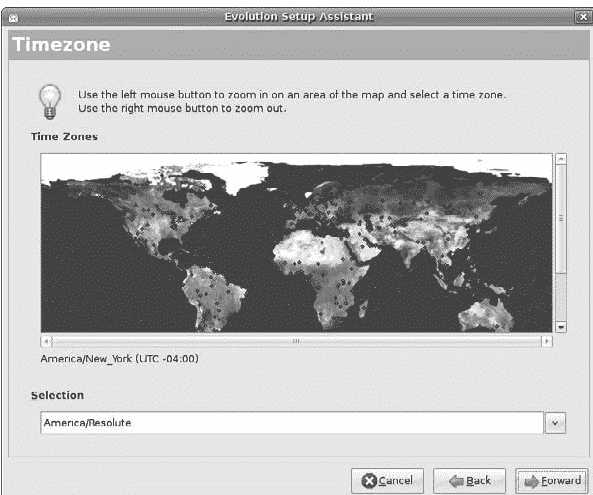 Evolution Setup Assistant
Timezone
Use the left mouse button to zoom in on an area of the map and select a time zone.
Use the right mouse button to zoom out.
Time Zones
America/New_York (UTC -04:00)
Selection
America/Resolute
Cancel
Back
Forward